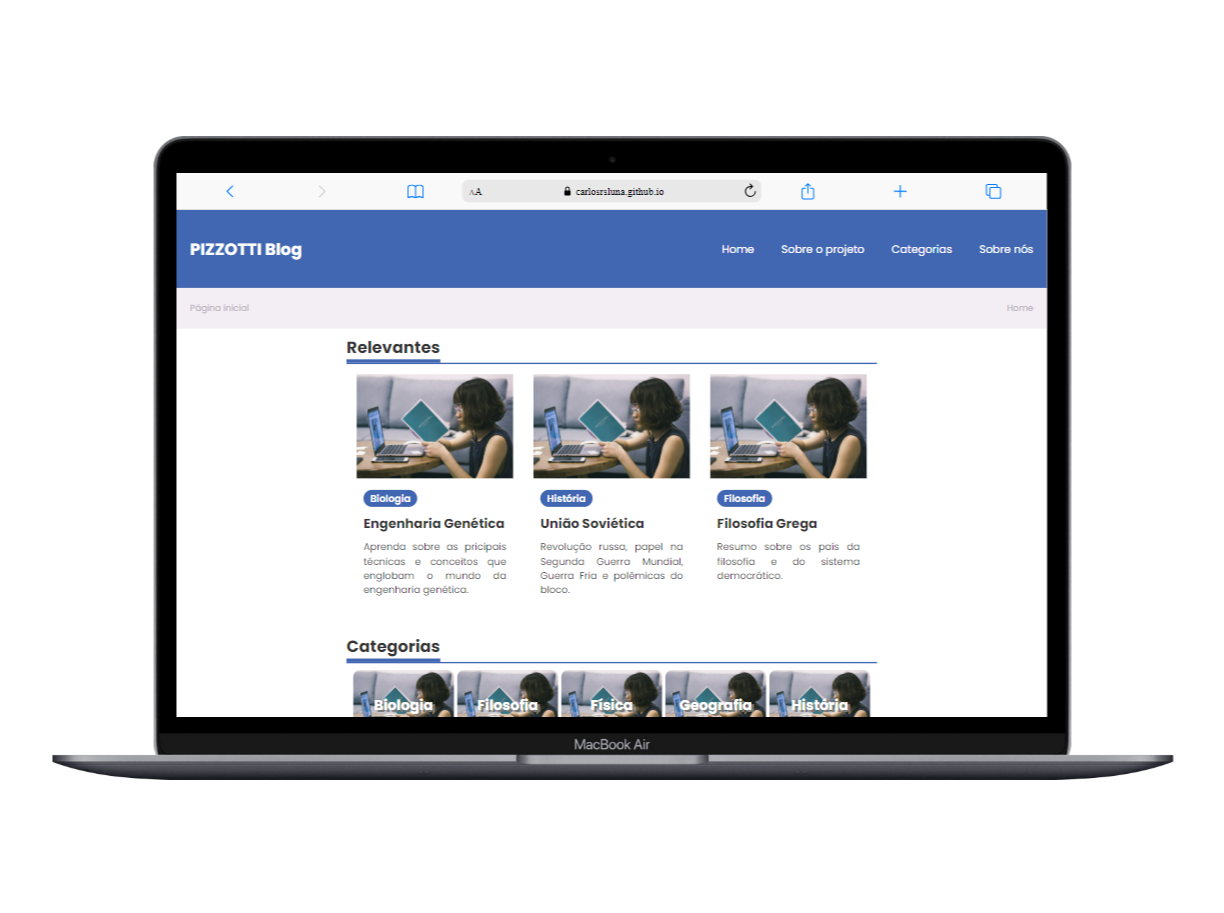 AA carlosrsluna.github.io
PIZZOTTI Blog Home Sobre o projeto Categorias Sobre nós
Página inicial Home
Relevantes
Biologia
Engenharia Genética
Aprenda sobre as pricipais
técnicas e conceitos que
englobam o mundo da
engenharia genética.
História
União Soviética
Revolução russa, papel na
Segunda Guerra Mundial,
Guerra Fria e polêmicas do
bloco.
Filosofia
Filosofia Grega
Resumo sobre os pais da
filosofia e do sistema
democrático.
Categorias
Biologia Filosofia Física Geografia História
MacBook Air